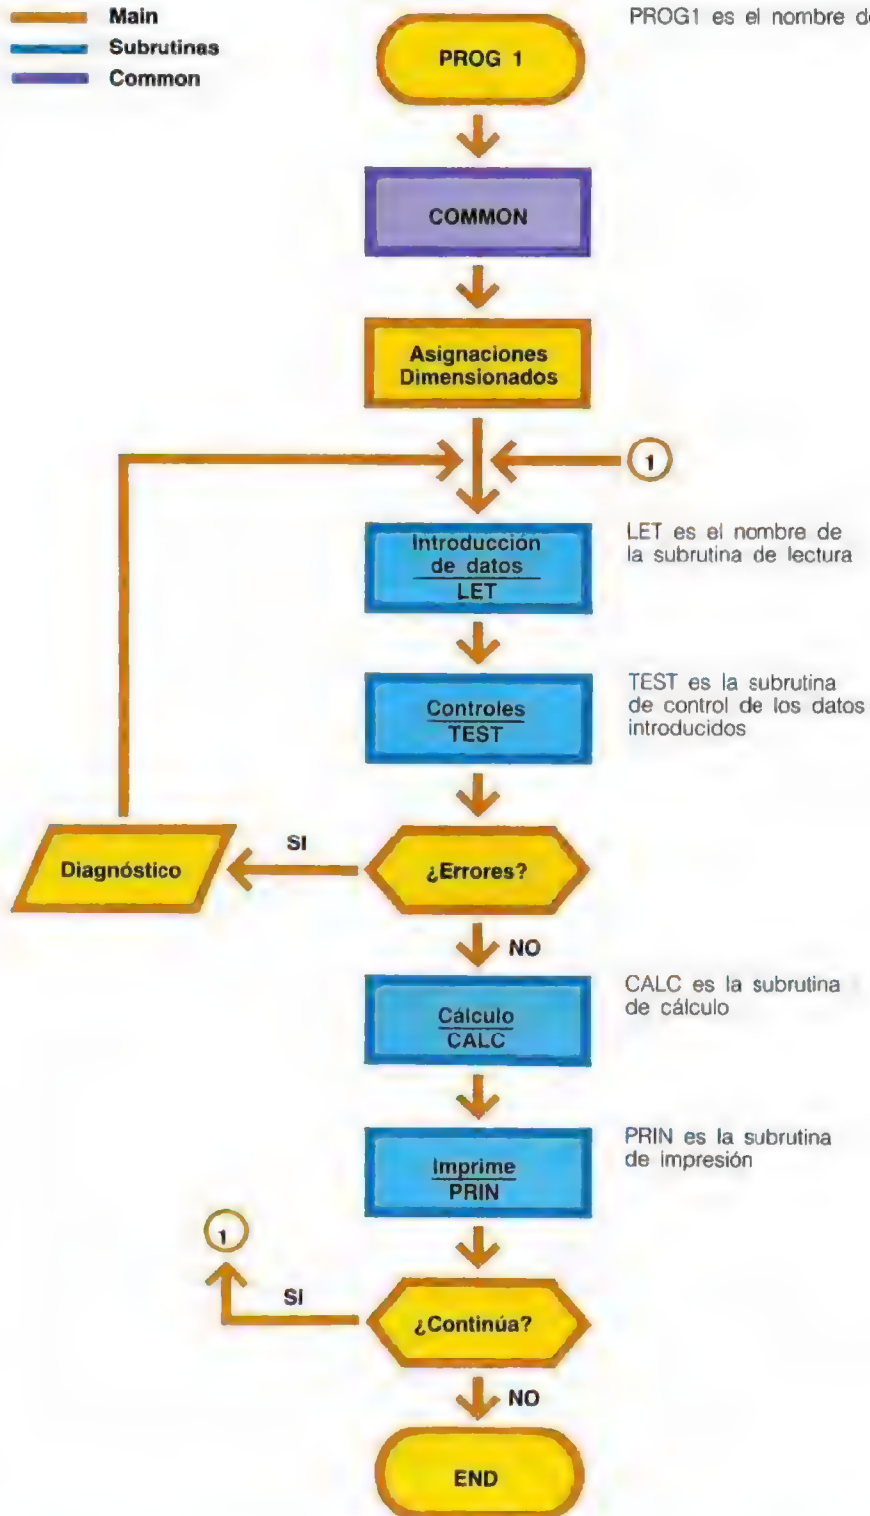 Main
Subrutinas
Common
PROG1 es el nombre
PROG 1
COMMON
Asignaciones
Dimensionados
1
Introducción
de datos
LET
LET es el nombre de
la subrutina de lectura
Controles
TEST
TEST es la subrutina
de control de los datos
introducidos
SI
Diagnóstico
¿Errores?
NO
Cálculo
CALC
CALC es la subrutina
de cálculo
Imprime
PRIN
PRIN es la subrutina
de impresión
1
SI
¿Continúa?
NO
END